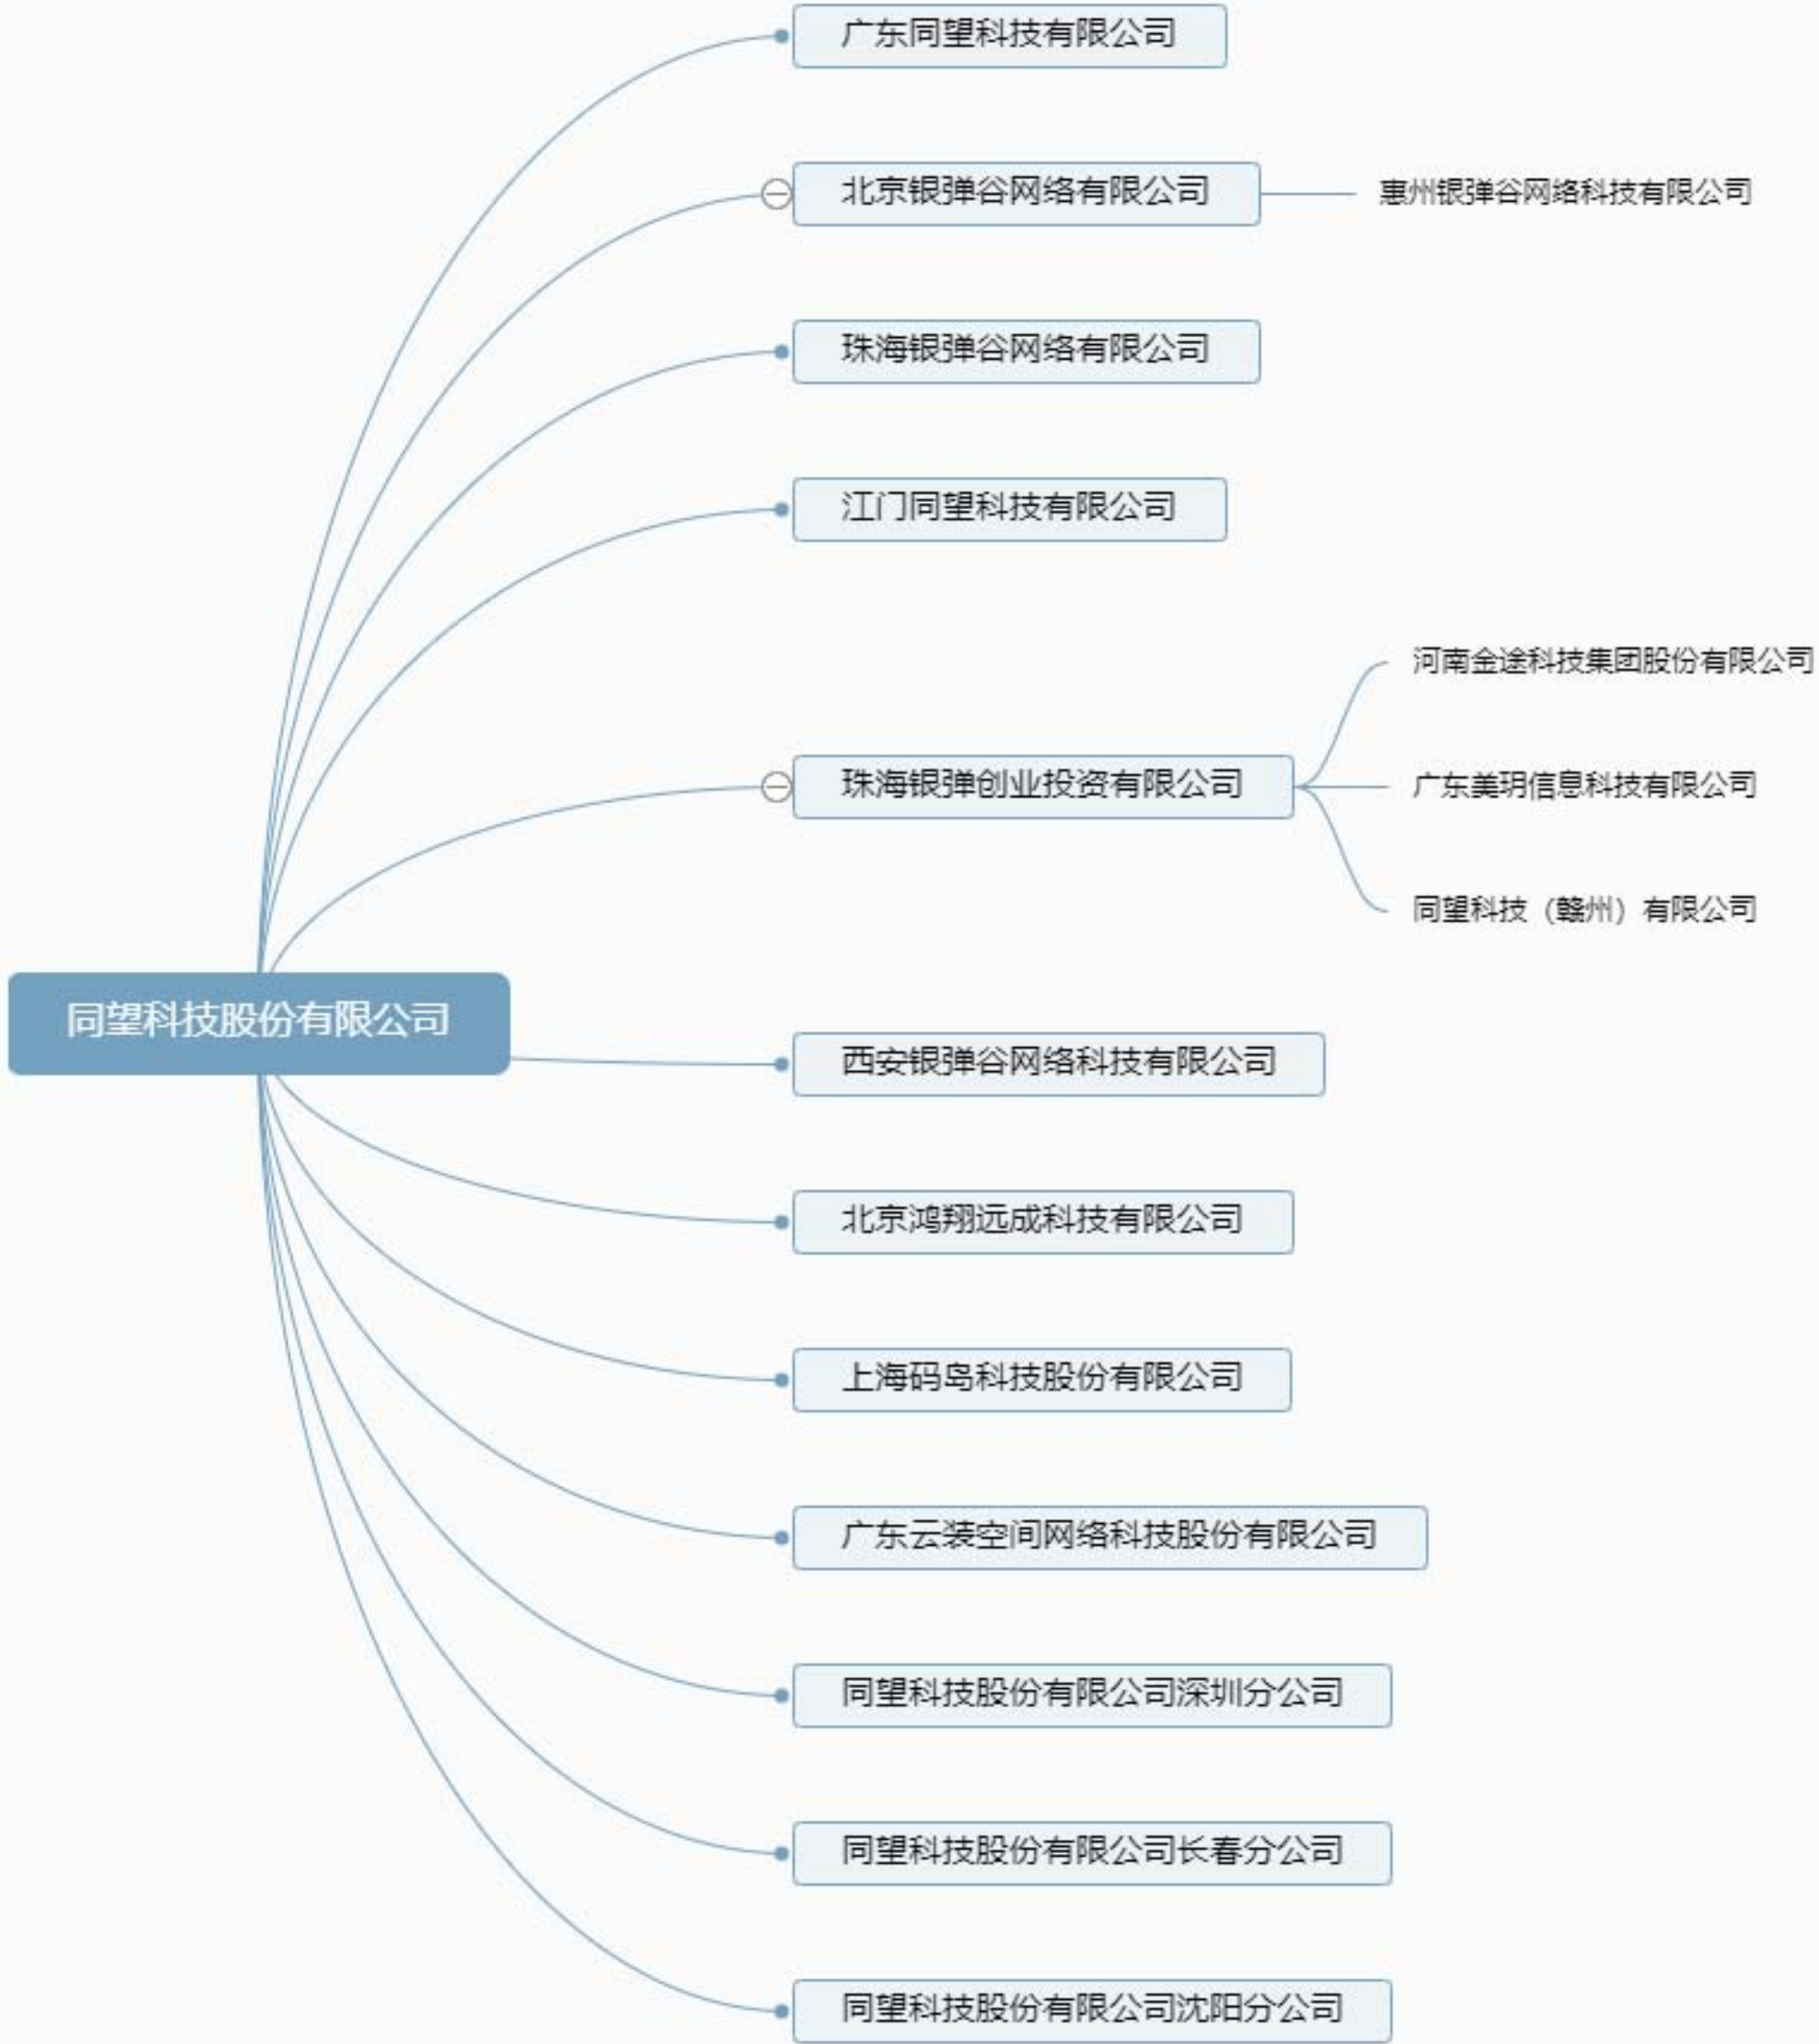 广东同望科技有限公司
北京银弹谷网络有限公司
惠州银弹谷网络科技有限公司
珠海银弹谷网络有限公司
江门同望科技有限公司
河南金途科技集团股份有限公司
珠海银弹创业投资有限公司
广东美玥信息科技有限公司
同望科技（赣州）有限公司
同望科技股份有限公司
西安银弹谷网络科技有限公司
北京鸿翔远成科技有限公司
上海码岛科技股份有限公司
广东云装空间网络科技股份有限公司
同望科技股份有限公司深圳分公司
同望科技股份有限公司长春分公司
同望科技股份有限公司沈阳分公司